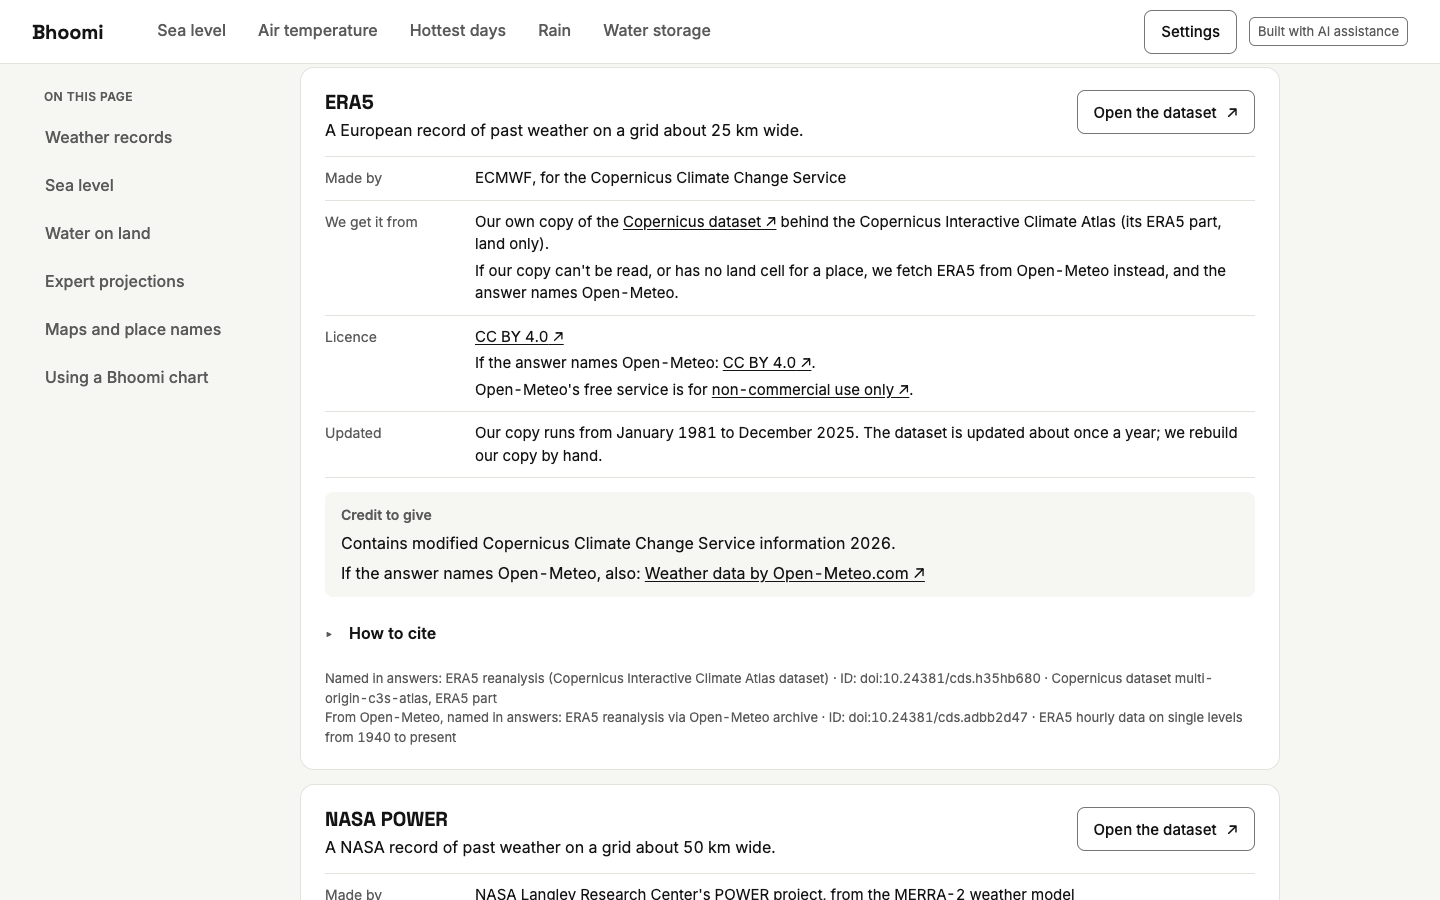 Bhoomi
Sea level
Air temperature
Hottest days
Rain
Water storage
Settings
Built with AI assistance
ON THIS PAGE
Weather records
Sea level
Water on land
Expert projections
Maps and place names
Using a Bhoomi chart
ERA5
A European record of past weather on a grid about 25 km wide.
Open the dataset ↗
Made by
ECMWF, for the Copernicus Climate Change Service
We get it from
Our own copy of the Copernicus dataset ↗ behind the Copernicus Interactive Climate Atlas (its ERA5 part,
land only).
If our copy can't be read, or has no land cell for a place, we fetch ERA5 from Open-Meteo instead, and the
answer names Open-Meteo.
Licence
CC BY 4.0 ↗
If the answer names Open-Meteo: CC BY 4.0 ↗.
Open-Meteo's free service is for non-commercial use only ↗.
Updated
Our copy runs from January 1981 to December 2025. The dataset is updated about once a year; we rebuild
our copy by hand.
Credit to give
Contains modified Copernicus Climate Change Service information 2026.
If the answer names Open-Meteo, also: Weather data by Open-Meteo.com ↗
▸ How to cite
Named in answers: ERA5 reanalysis (Copernicus Interactive Climate Atlas dataset) · ID: doi:10.24381/cds.h35hb680 · Copernicus dataset multi-
origin-c3s-atlas, ERA5 part
From Open-Meteo, named in answers: ERA5 reanalysis via Open-Meteo archive · ID: doi:10.24381/cds.adbb2d47 · ERA5 hourly data on single levels
from 1940 to present
NASA POWER
A NASA record of past weather on a grid about 50 km wide.
Open the dataset ↗
Made by
NASA Langley Research Center's POWER project, from the MERRA-2 weather model